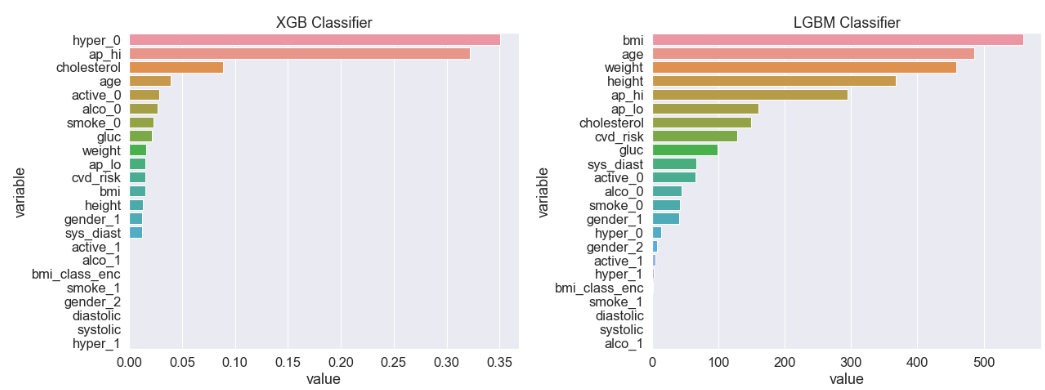 XGB Classifier
variable
hyper_0
ap_hi
cholesterol
age
active_0
alco_0
smoke_0
gluc
weight
ap_lo
cvd_risk
bmi
height
gender_1
sys_diast
active_1
alco_1
bmi_class_enc
smoke_1
gender_2
diastolic
systolic
hyper_1
0.00 0.05 0.10 0.15 0.20 0.25 0.30 0.35
value
LGBM Classifier
variable
bmi
age
weight
height
ap_hi
ap_lo
cholesterol
cvd_risk
gluc
sys_diast
active_0
alco_0
smoke_0
gender_1
hyper_0
gender_2
active_1
hyper_1
bmi_class_enc
smoke_1
diastolic
systolic
alco_1
0 100 200 300 400 500
value